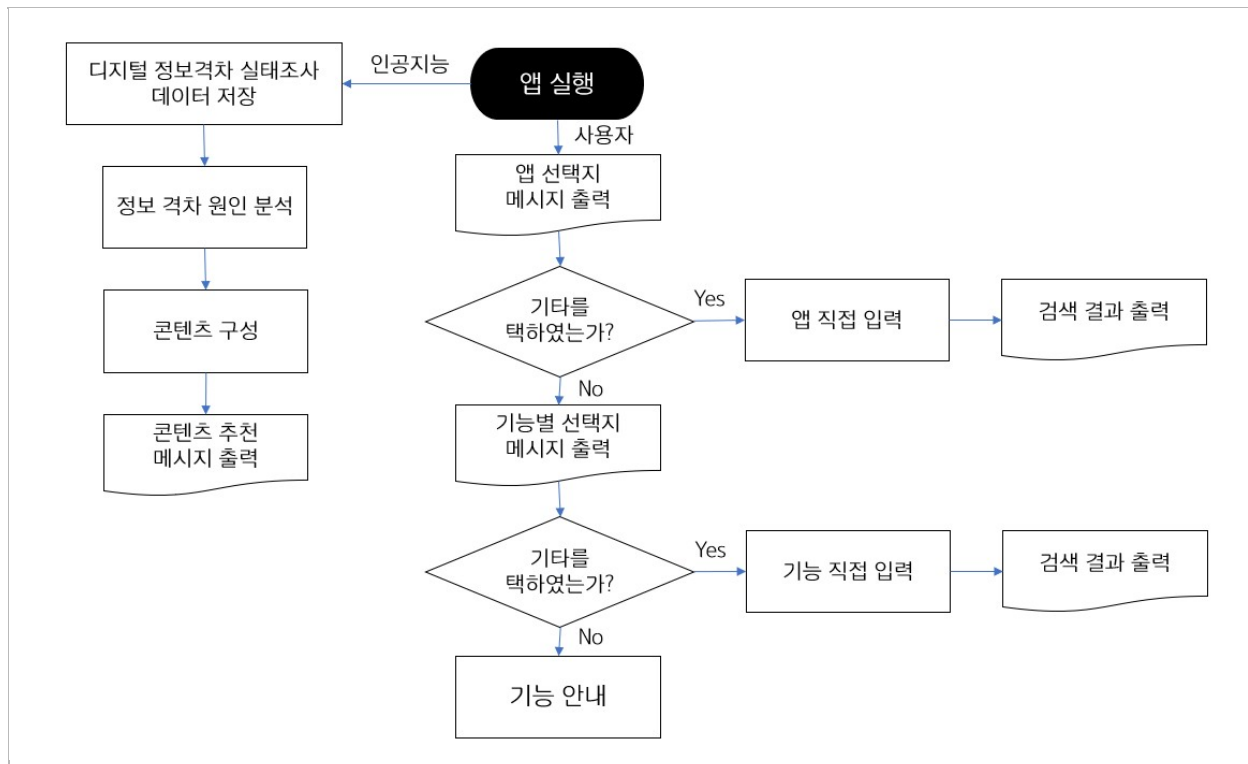 디지털 정보격차 실태조사
데이터 저장
인공지능
앱 실행
사용자
정보 격차 원인 분석
앱 선택지
메시지 출력
콘텐츠 구성
기타를
택하였는가?
Yes
앱 직접 입력
검색 결과 출력
No
콘텐츠 추천
메시지 출력
기능별 선택지
메시지 출력
기타를
택하였는가?
Yes
기능 직접 입력
검색 결과 출력
No
기능 안내